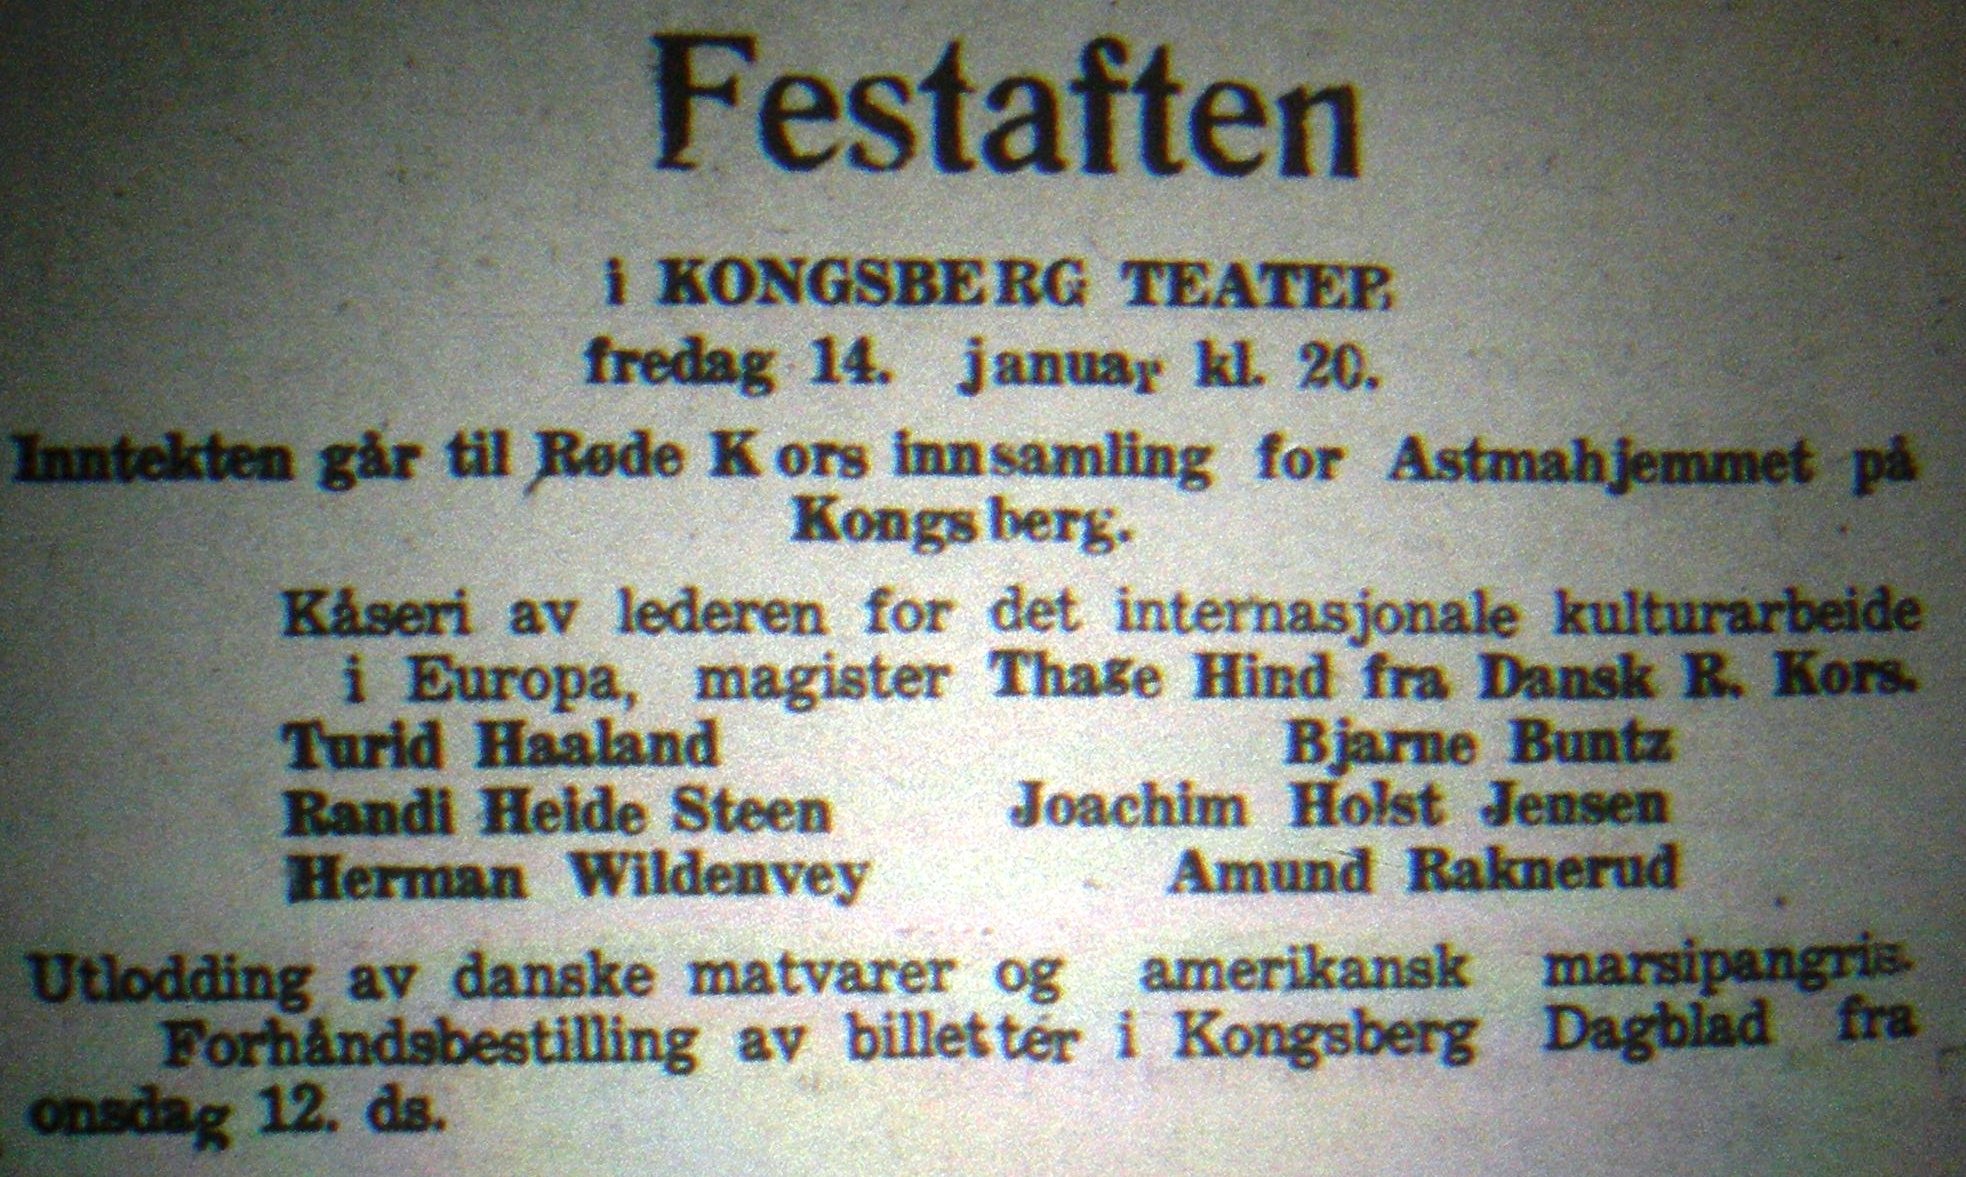 Festaften
i KONGSBERG TEATER
fredag 14. januar kl. 20.
Inntekten går til Røde Kors innsamling for Astmahjemmet på
Kongsberg.
Kåseri av lederen for det internasjonale kulturarbeide
i Europa, magister Thage Hind fra Dansk R. Kors.
Turid Haaland Bjarne Buntz
Randi Heide Steen Joachim Holst Jensen
Herman Wildenvey Amund Raknerud
Utlodding av danske matvarer og amerikansk marsipangris.
Forhåndsbestilling av billetter i Kongsberg Dagblad fra
onsdag 12. ds.